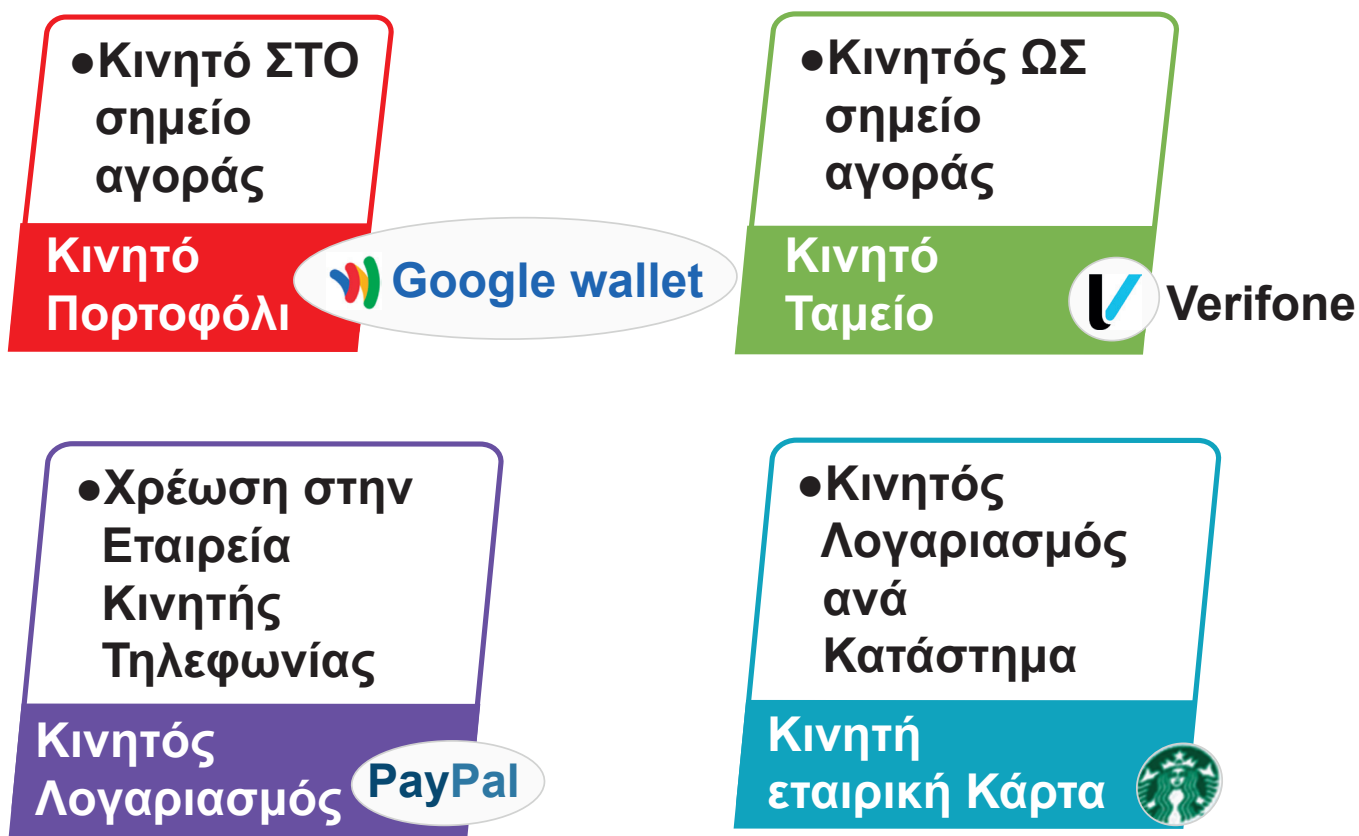 ●Κινητό ΣΤΟ
σημείο
αγοράς
Κινητό
Πορτοφόλι
Google wallet
●Κινητός ΩΣ
σημείο
αγοράς
Κινητό
Ταμείο
Verifone
●Χρέωση στην
Εταιρεία
Κινητής
Τηλεφωνίας
Κινητός
Λογαριασμός
PayPal
●Κινητός
Λογαριασμός
ανά
Κατάστημα
Κινητή
εταιρική Κάρτα